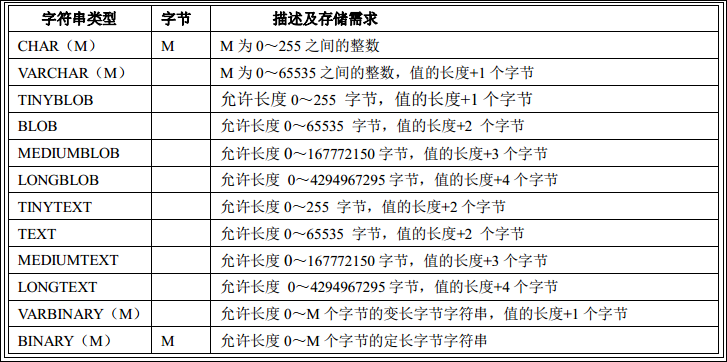 字符串类型 字节 描述及存储需求
CHAR（M） M M 为 0～255 之间的整数
VARCHAR（M） M 为 0～65535 之间的整数，值的长度+1 个字节
TINYBLOB 允许长度 0～255 字节，值的长度+1 个字节
BLOB 允许长度 0～65535 字节，值的长度+2 个字节
MEDIUMBLOB 允许长度 0～167772150 字节，值的长度+3 个字节
LONGBLOB 允许长度 0～4294967295 字节，值的长度+4 个字节
TINYTEXT 允许长度 0～255 字节，值的长度+2 个字节
TEXT 允许长度 0～65535 字节，值的长度+2 个字节
MEDIUMTEXT 允许长度 0～167772150 字节，值的长度+3 个字节
LONGTEXT 允许长度 0～4294967295 字节，值的长度+4 个字节
VARBINARY（M） 允许长度 0～M 个字节的变长字节字符串，值的长度+1 个字节
BINARY（M） M 允许长度 0～M 个字节的定长字节字符串